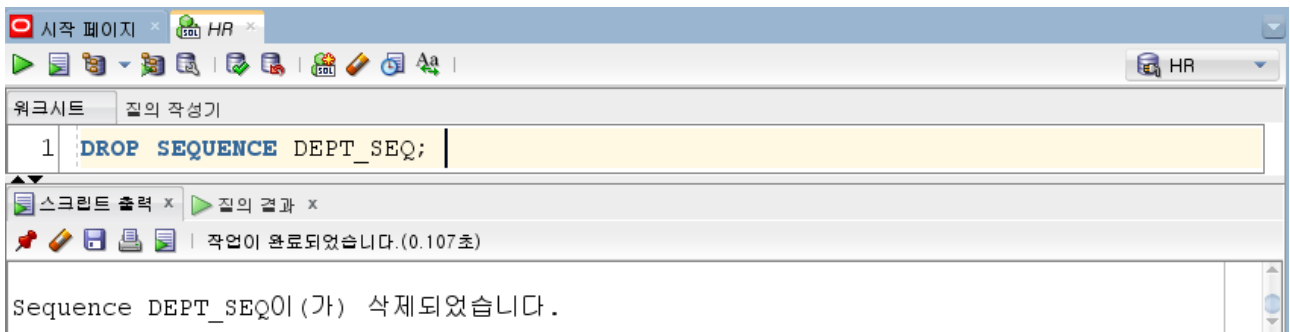 시작 페이지 HR
HR
워크시트 질의 작성기
1 DROP SEQUENCE DEPT_SEQ;
스크립트 출력 x 질의 결과 x
작업이 완료되었습니다.(0.107초)
Sequence DEPT_SEQ이(가) 삭제되었습니다.